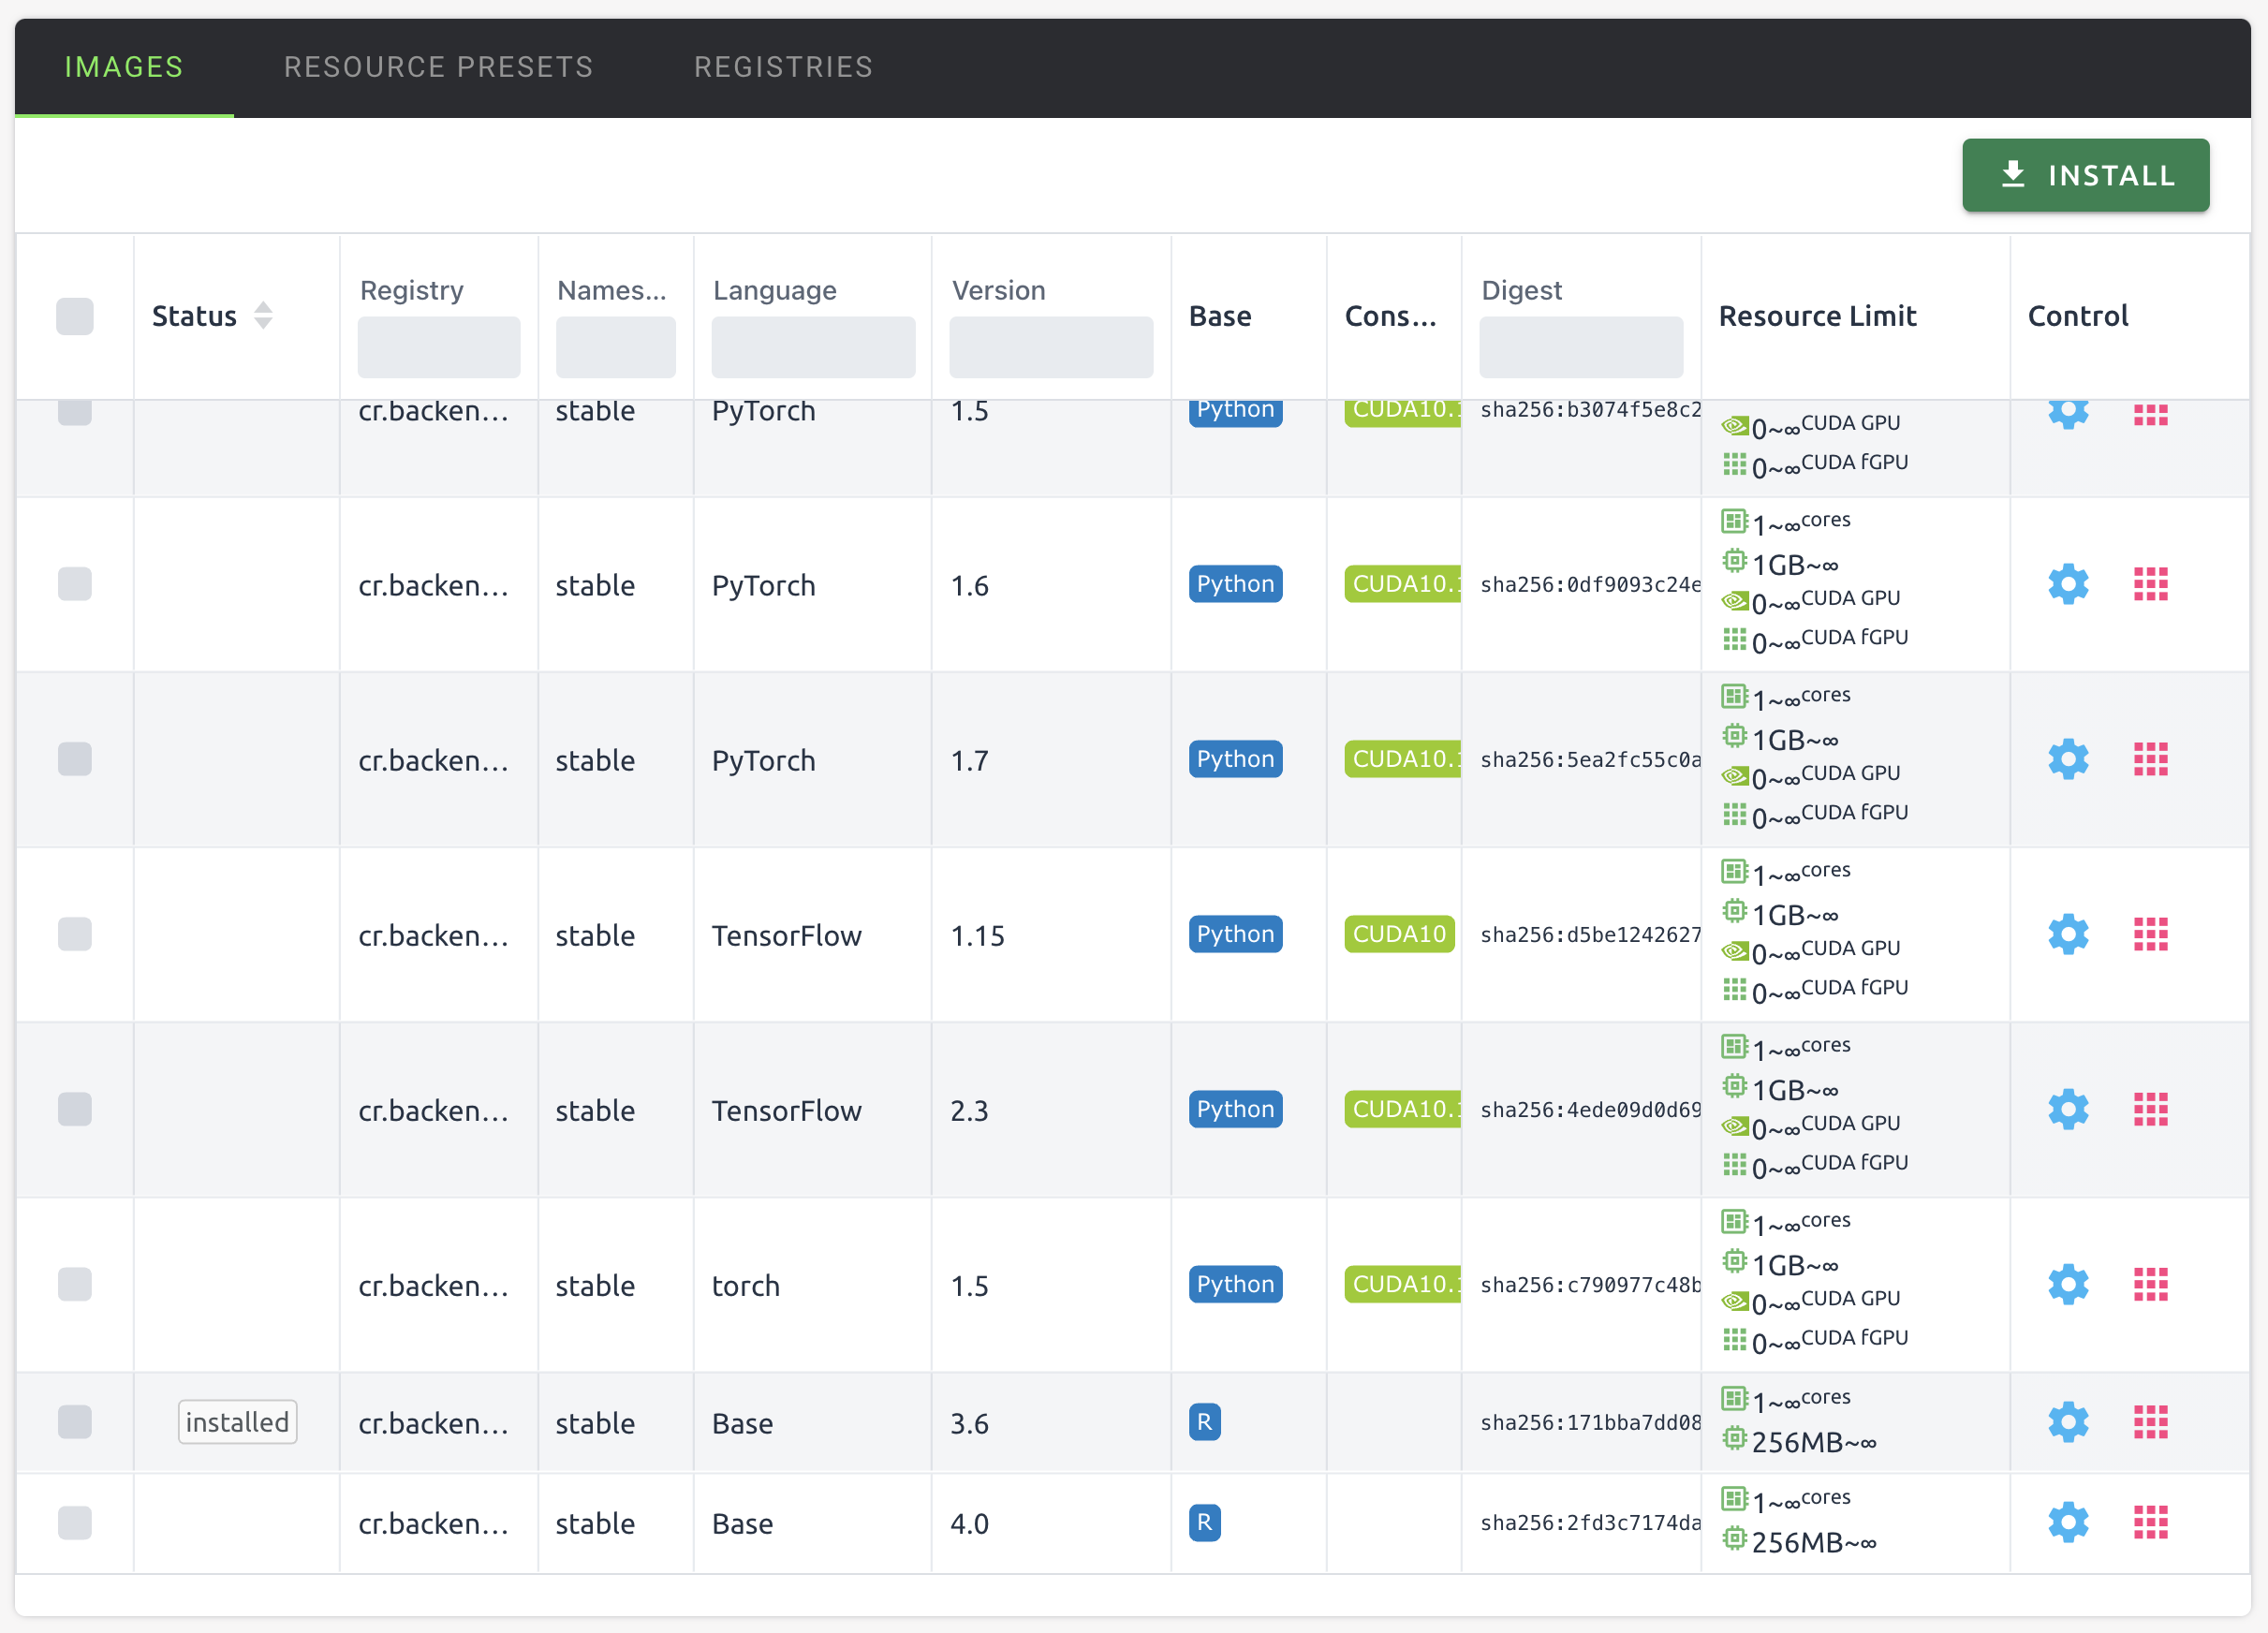 IMAGES RESOURCE PRESETS REGISTRIES
INSTALL
Status Registry Names... Language Version Base Cons... Digest Resource Limit Control
cr.backen... stable PyTorch 1.5 Python CUDA10.1 sha256:b3074f5e8c2
0~∞CUDA GPU
0~∞CUDA fGPU
1~∞cores
cr.backen... stable PyTorch 1.6 Python CUDA10.1 sha256:0df9093c24e
1GB~∞
0~∞CUDA GPU
0~∞CUDA fGPU
1~∞cores
cr.backen... stable PyTorch 1.7 Python CUDA10.1 sha256:5ea2fc55c0a
1GB~∞
0~∞CUDA GPU
0~∞CUDA fGPU
1~∞cores
cr.backen... stable TensorFlow 1.15 Python CUDA10 sha256:d5be1242627
1GB~∞
0~∞CUDA GPU
0~∞CUDA fGPU
1~∞cores
cr.backen... stable TensorFlow 2.3 Python CUDA10.1 sha256:4ede09d0d69
1GB~∞
0~∞CUDA GPU
0~∞CUDA fGPU
1~∞cores
cr.backen... stable torch 1.5 Python CUDA10.1 sha256:c790977c48b
1GB~∞
0~∞CUDA GPU
0~∞CUDA fGPU
1~∞cores
installed cr.backen... stable Base 3.6 R sha256:171bba7dd08
256MB~∞
1~∞cores
cr.backen... stable Base 4.0 R sha256:2fd3c7174da
256MB~∞